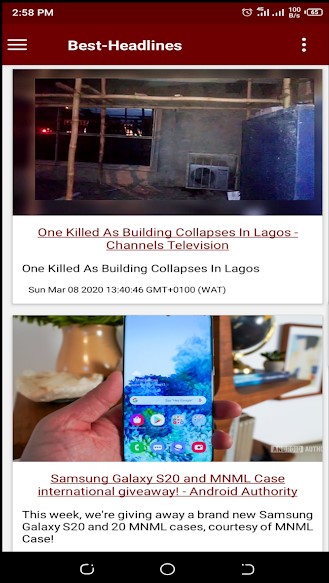 2:58 PM
4G 100 B/s 65
Best-Headlines
One Killed As Building Collapses In Lagos -
Channels Television
One Killed As Building Collapses In Lagos
Sun Mar 08 2020 13:40:46 GMT+0100 (WAT)
ANDROID AUTH
Samsung Galaxy S20 and MNML Case
international giveaway! - Android Authority
This week, we're giving away a brand new Samsung
Galaxy S20 and 20 MNML cases, courtesy of MNML
Case!